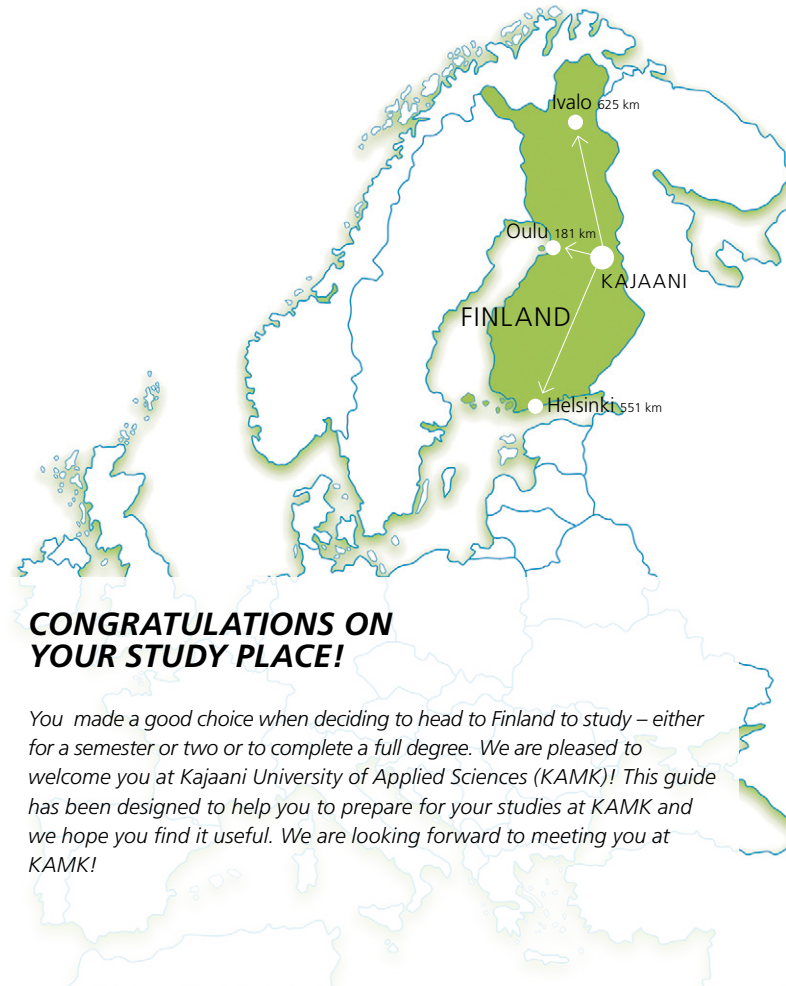 Ivalo 625 km
Oulu 181 km
KAJAANI
FINLAND
Helsinki 551 km
CONGRATULATIONS ON
YOUR STUDY PLACE!
You  made a good choice when deciding to head to Finland to study – either
for a semester or two or to complete a full degree. We are pleased to
welcome you at Kajaani University of Applied Sciences (KAMK)! This guide
has been designed to help you to prepare for your studies at KAMK and
we hope you find it useful. We are looking forward to meeting you at
KAMK!